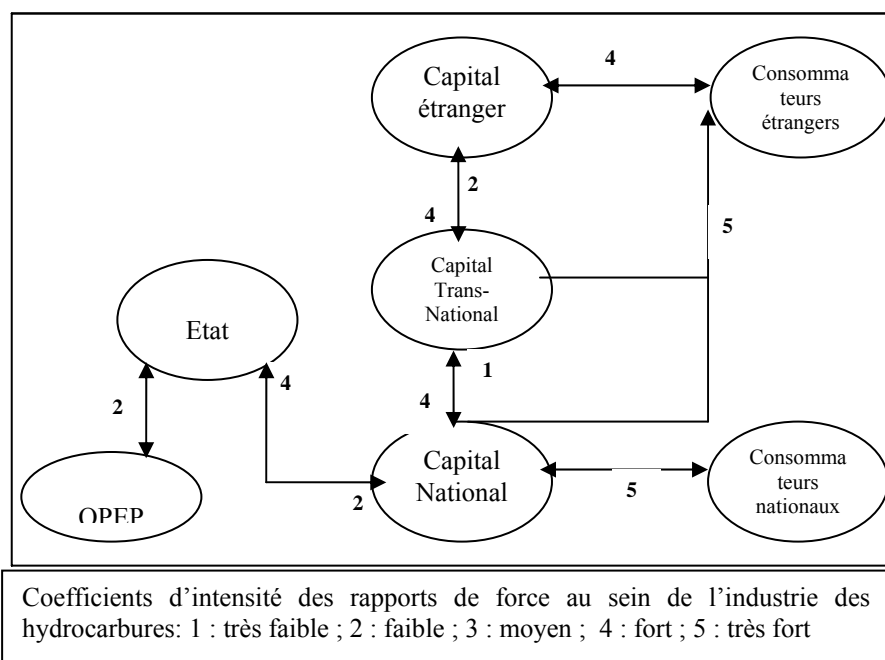 Capital
étranger
4
Consomma
teurs
étrangers
2
4
5
Capital
Trans-
National
Etat
1
4
2
4
Capital
National
Consomma
teurs
nationaux
OPEP
2
5
Coefficients d'intensité des rapports de force au sein de l'industrie des
hydrocarbures: 1 : très faible ; 2 : faible ; 3 : moyen ; 4 : fort ; 5 : très fort